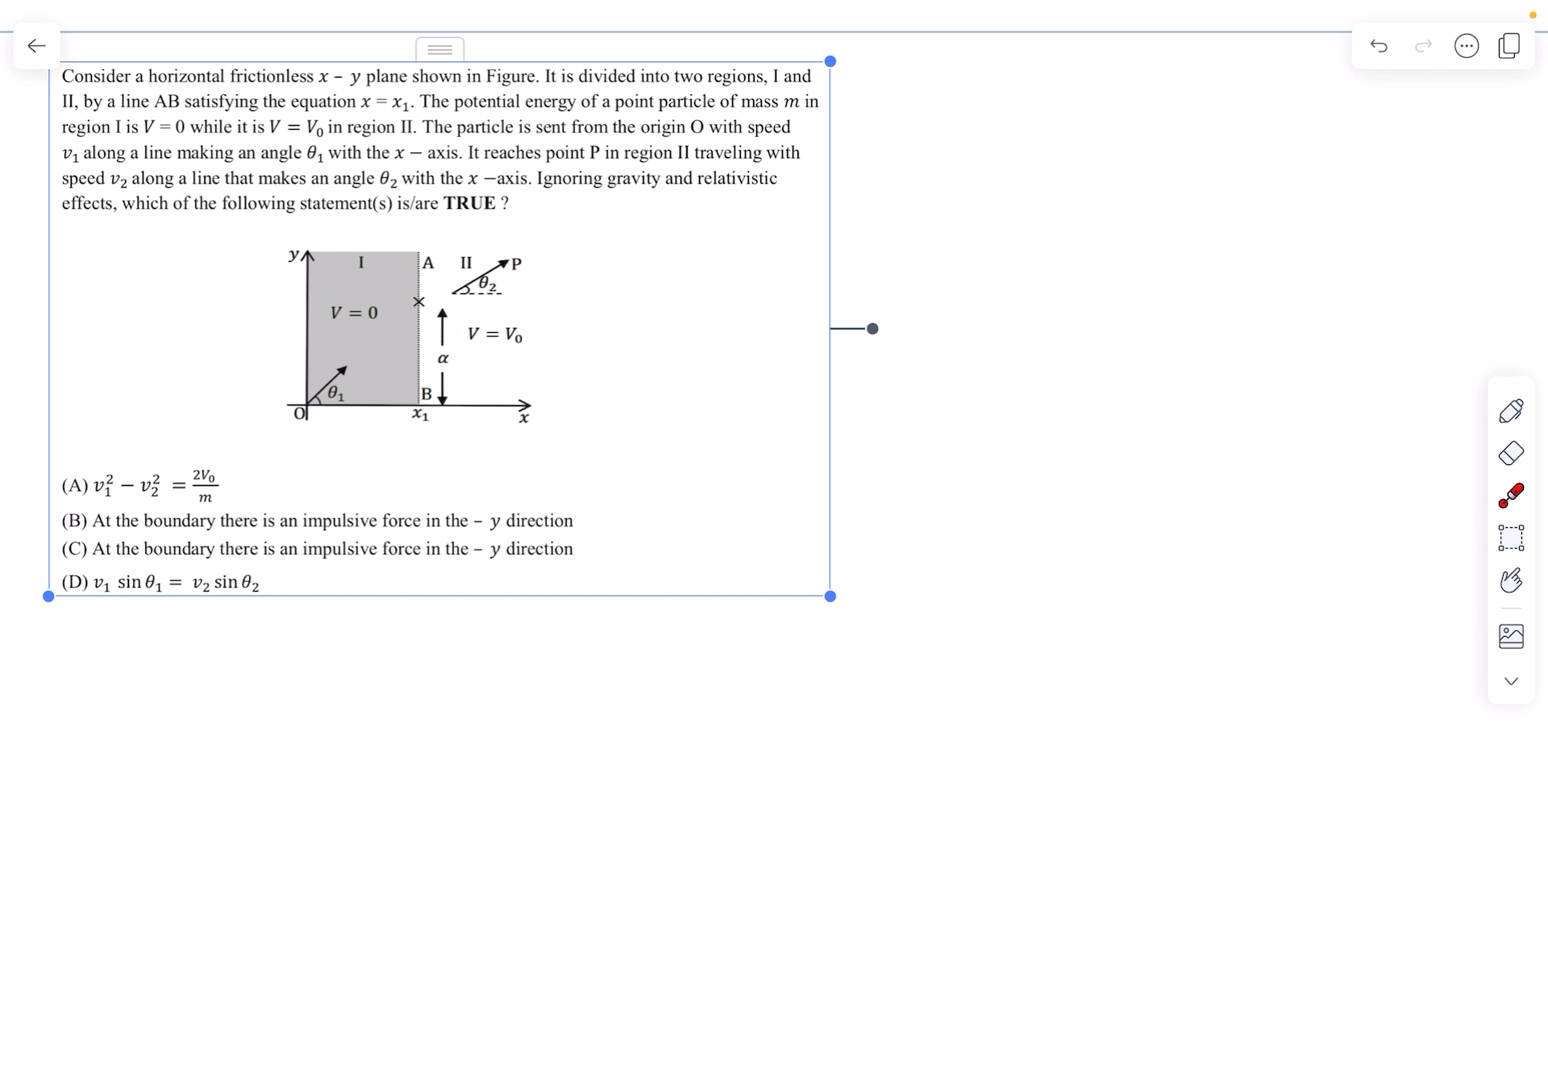 Consider a horizontal frictionless x − y plane shown in Figure. It is divided into two regions, I and
II, by a line AB satisfying the equation x = x₁. The potential energy of a point particle of mass m in
region I is V = 0 while it is V = V₀ in region II. The particle is sent from the origin O with speed
v₁ along a line making an angle θ₁ with the x − axis. It reaches point P in region II traveling with
speed v₂ along a line that makes an angle θ₂ with the x −axis. Ignoring gravity and relativistic
effects, which of the following statement(s) is/are TRUE ?
y I A II P
θ₂
V = 0
V = V₀
α
θ₁ B
O x₁ x
(A) v₁² − v₂² = 2V₀/m
(B) At the boundary there is an impulsive force in the − y direction
(C) At the boundary there is an impulsive force in the − y direction
(D) v₁ sin θ₁ = v₂ sin θ₂